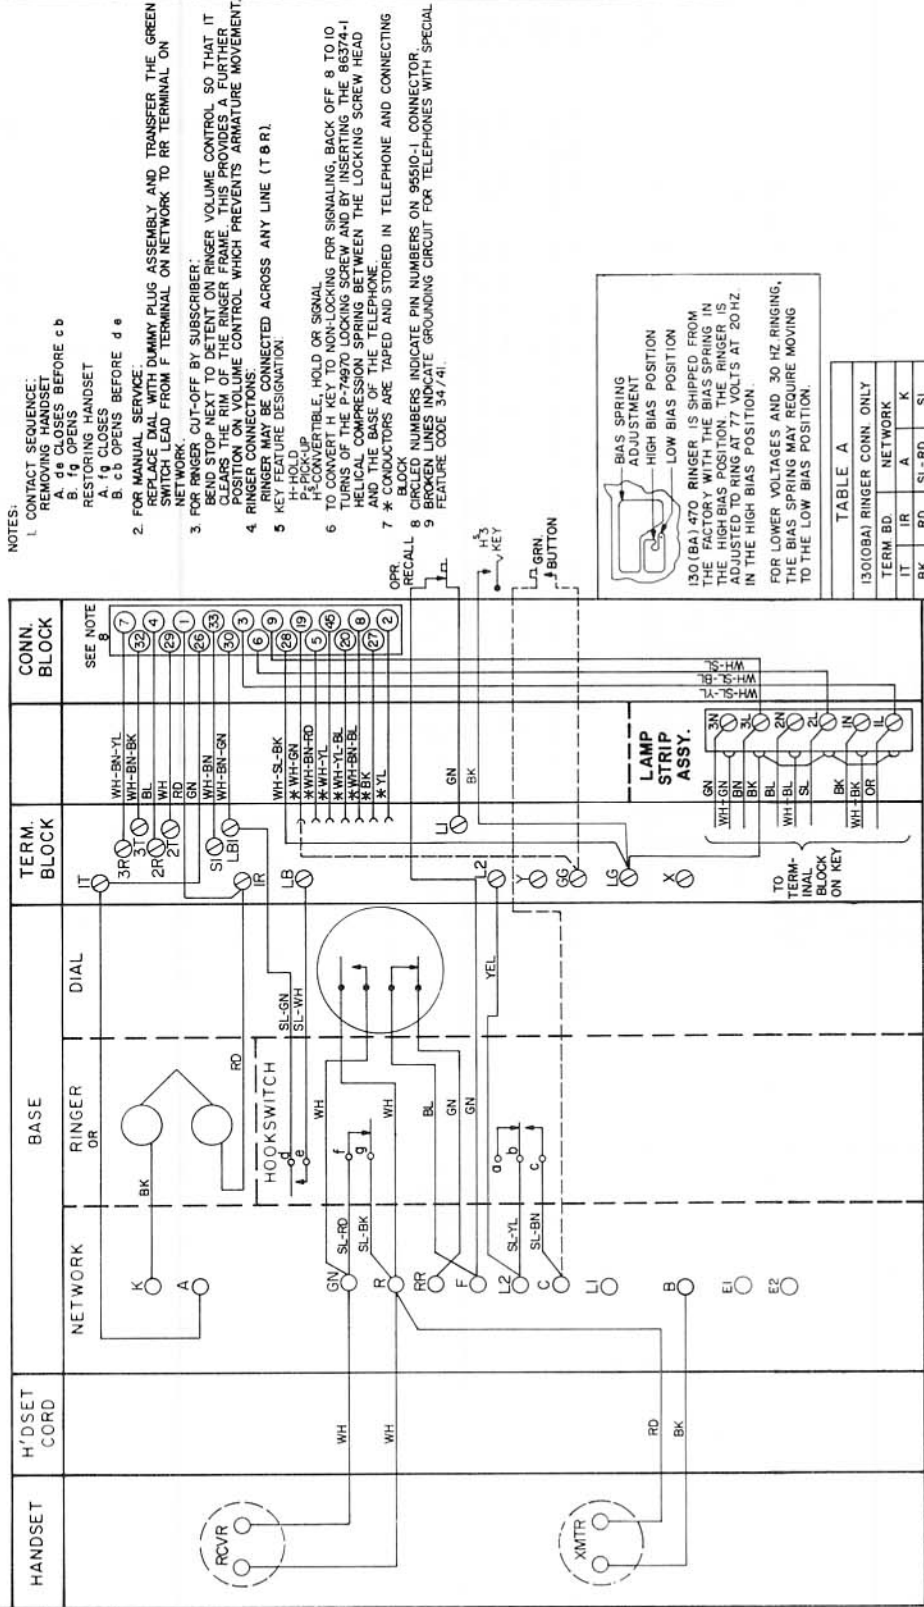 NOTES:
1. CONTACT SEQUENCE:
REMOVING HANDSET
A. de CLOSES BEFORE cb
B. fg OPENS
RESTORING HANDSET
A. fg CLOSES
B. cb OPENS BEFORE de
2. FOR MANUAL SERVICE:
REPLACE DIAL WITH DUMMY PLUG ASSEMBLY AND TRANSFER THE GREEN
SWITCH LEAD FROM F TERMINAL ON NETWORK TO RR TERMINAL ON
NETWORK.
3. FOR RINGER CUT-OFF BY SUBSCRIBER:
BEND STOP NEXT TO DETENT ON RINGER VOLUME CONTROL SO THAT IT
CLEARS THE RIM OF THE RINGER FRAME. THIS PROVIDES A FURTHER
POSITION ON VOLUME CONTROL WHICH PREVENTS ARMATURE MOVEMENT.
4 RINGER CONNECTIONS:
RINGER MAY BE CONNECTED ACROSS ANY LINE (T&R).
5 KEY FEATURE DESIGNATION:
H-HOLD
P-PICK-UP
Hs-CONVERTIBLE, HOLD OR SIGNAL
6 TO CONVERT H KEY TO NON-LOCKING FOR SIGNALING, BACK OFF 8 TO 10
TURNS OF THE P-74970 LOCKING SCREW AND BY INSERTING THE 86374-1
HELICAL COMPRESSION SPRING BETWEEN THE LOCKING SCREW HEAD
AND THE BASE OF THE TELEPHONE.
7 * CONDUCTORS ARE TAPED AND STORED IN TELEPHONE AND CONNECTING
BLOCK
8 CIRCLED NUMBERS INDICATE PIN NUMBERS ON 95510-1 CONNECTOR.
9 BROKEN LINES INDICATE GROUNDING CIRCUIT FOR TELEPHONES WITH SPECIAL
FEATURE CODE 34/41.
BIAS SPRING
ADJUSTMENT
HIGH BIAS POSITION
LOW BIAS POSITION
130 (BA) 470 RINGER IS SHIPPED FROM
THE FACTORY WITH THE BIAS SPRING IN
THE HIGH BIAS POSITION. THE RINGER IS
ADJUSTED TO RING AT 77 VOLTS AT 20HZ.
IN THE HIGH BIAS POSITION.
FOR LOWER VOLTAGES AND 30 HZ. RINGING,
THE BIAS SPRING MAY REQUIRE MOVING
TO THE LOW BIAS POSITION.
TABLE A
130(0BA) RINGER CONN. ONLY
TERM. BD. NETWORK
1T 1R A K
BK RD SL-RD SL
HANDSET
H'DSET
CORD
BASE
NETWORK
RINGER
OR
HOOKSWITCH
DIAL
TERM.
BLOCK
CONN.
BLOCK
SEE NOTE
8
7
32
4
29
1
26
33
30
3
6
9
28
19
5
45
20
8
27
2
WH-BN-YL
WH-BN-BK
BL
WH
RD
GN
WH-BN
WH-BN-GN
WH-SL-BK
*WH-GN
*WH-BN-RD
*WH-YL
*WH-YL-BL
*WH-BN-BL
*BK
*YL
1T
3R
3T
2R
2T
S1
LB1
1R
LB
L1
L2
Y
GG
LG
X
GN
BK
OPR.
RECALL
Hs3
KEY
GRN.
BUTTON
LAMP
STRIP
ASSY.
WH-SL
WH-SL-BL
WH-SL-YL
3N
3L
2N
2L
1N
1L
GN
WH-GN
BN
BK
BL
WH-BL
SL
BK
WH-BK
OR
TO
TERM-
INAL
BLOCK
ON KEY
K
A
BK
RD
SL-GN
SL-WH
d
e
f
g
a
b
c
GN
R
RR
F
L2
C
L1
B
E1
E2
SL-RD
SL-BK
SL-YL
SL-BN
WH
WH
BL
GN
GN
YEL
RCVR
XMTR
WH
WH
RD
BK